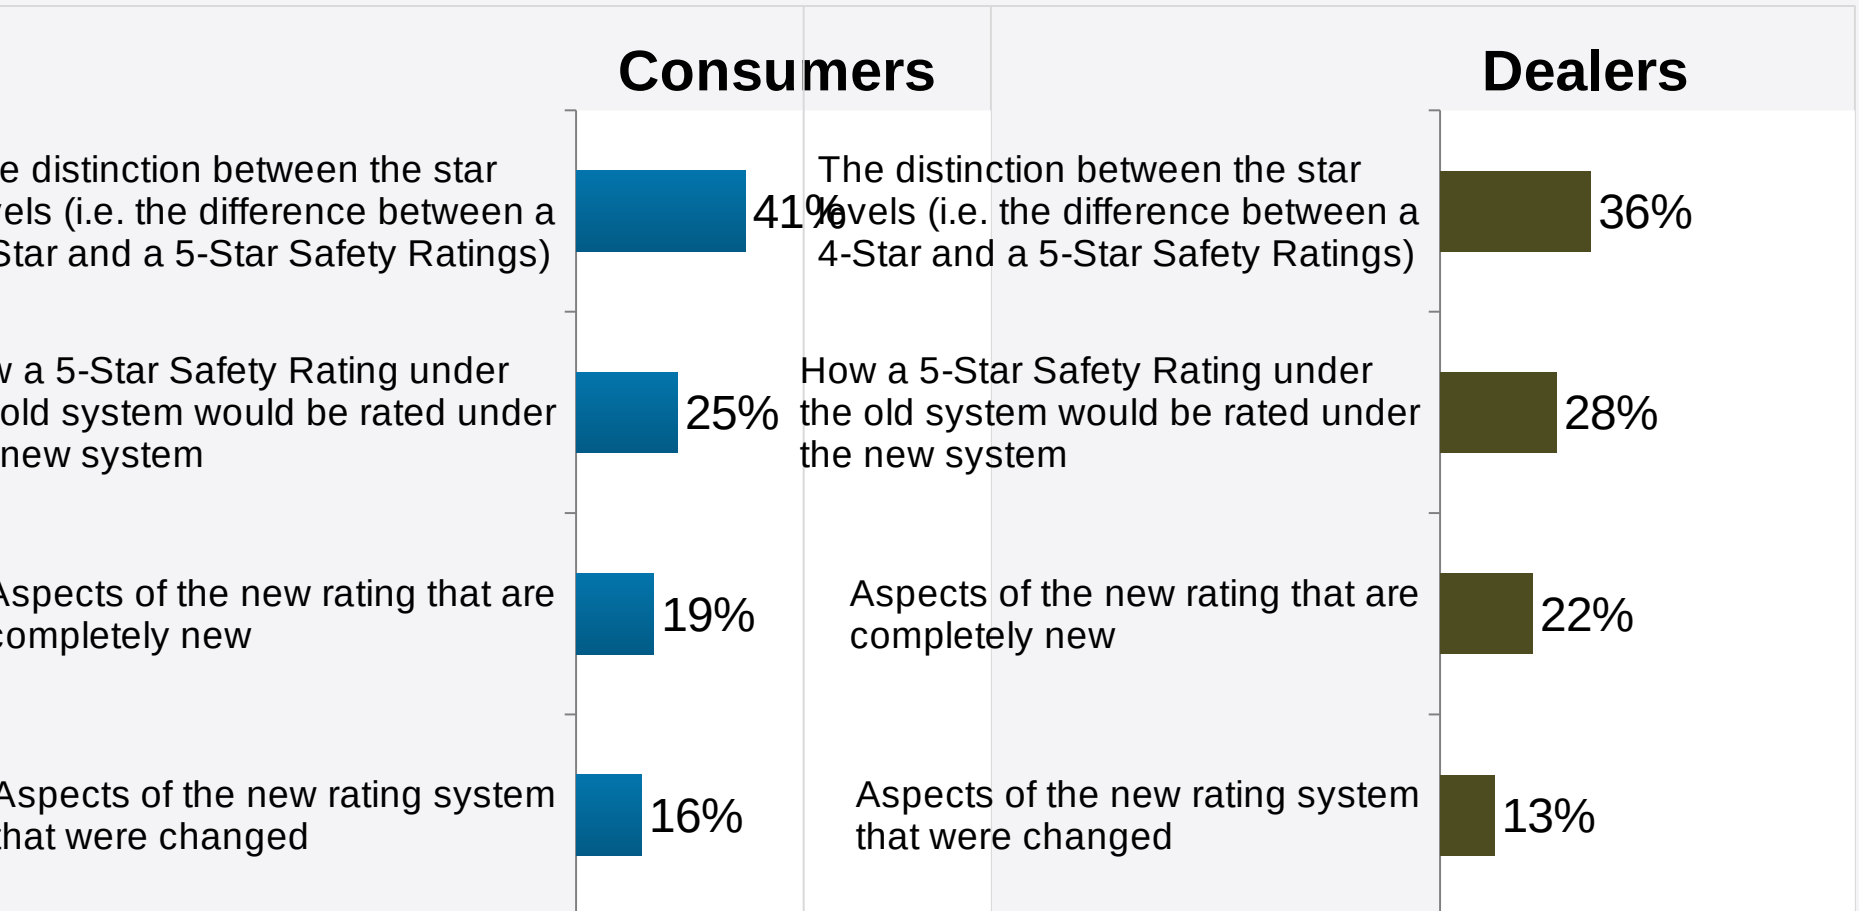 Consumers
distinction between the star
(i.e. the difference between a
and a 5-Star Safety Ratings)
41%
a 5-Star Safety Rating under
old system would be rated under
new system
25%
Aspects of the new rating that are
completely new
19%
Aspects of the new rating system
that were changed
16%
Dealers
The distinction between the star
levels (i.e. the difference between a
4-Star and a 5-Star Safety Ratings)
36%
How a 5-Star Safety Rating under
the old system would be rated under
the new system
28%
Aspects of the new rating that are
completely new
22%
Aspects of the new rating system
that were changed
13%